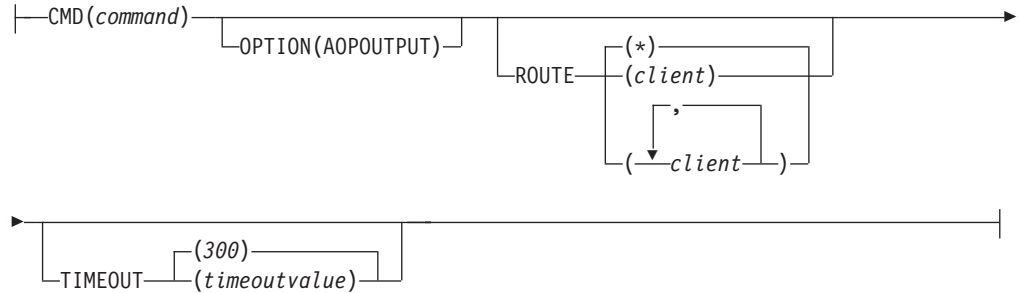 CMD(command)
OPTION(AOPOUTPUT)
ROUTE
(*)
(client)
,
( client )
TIMEOUT
(300)
(timeoutvalue)